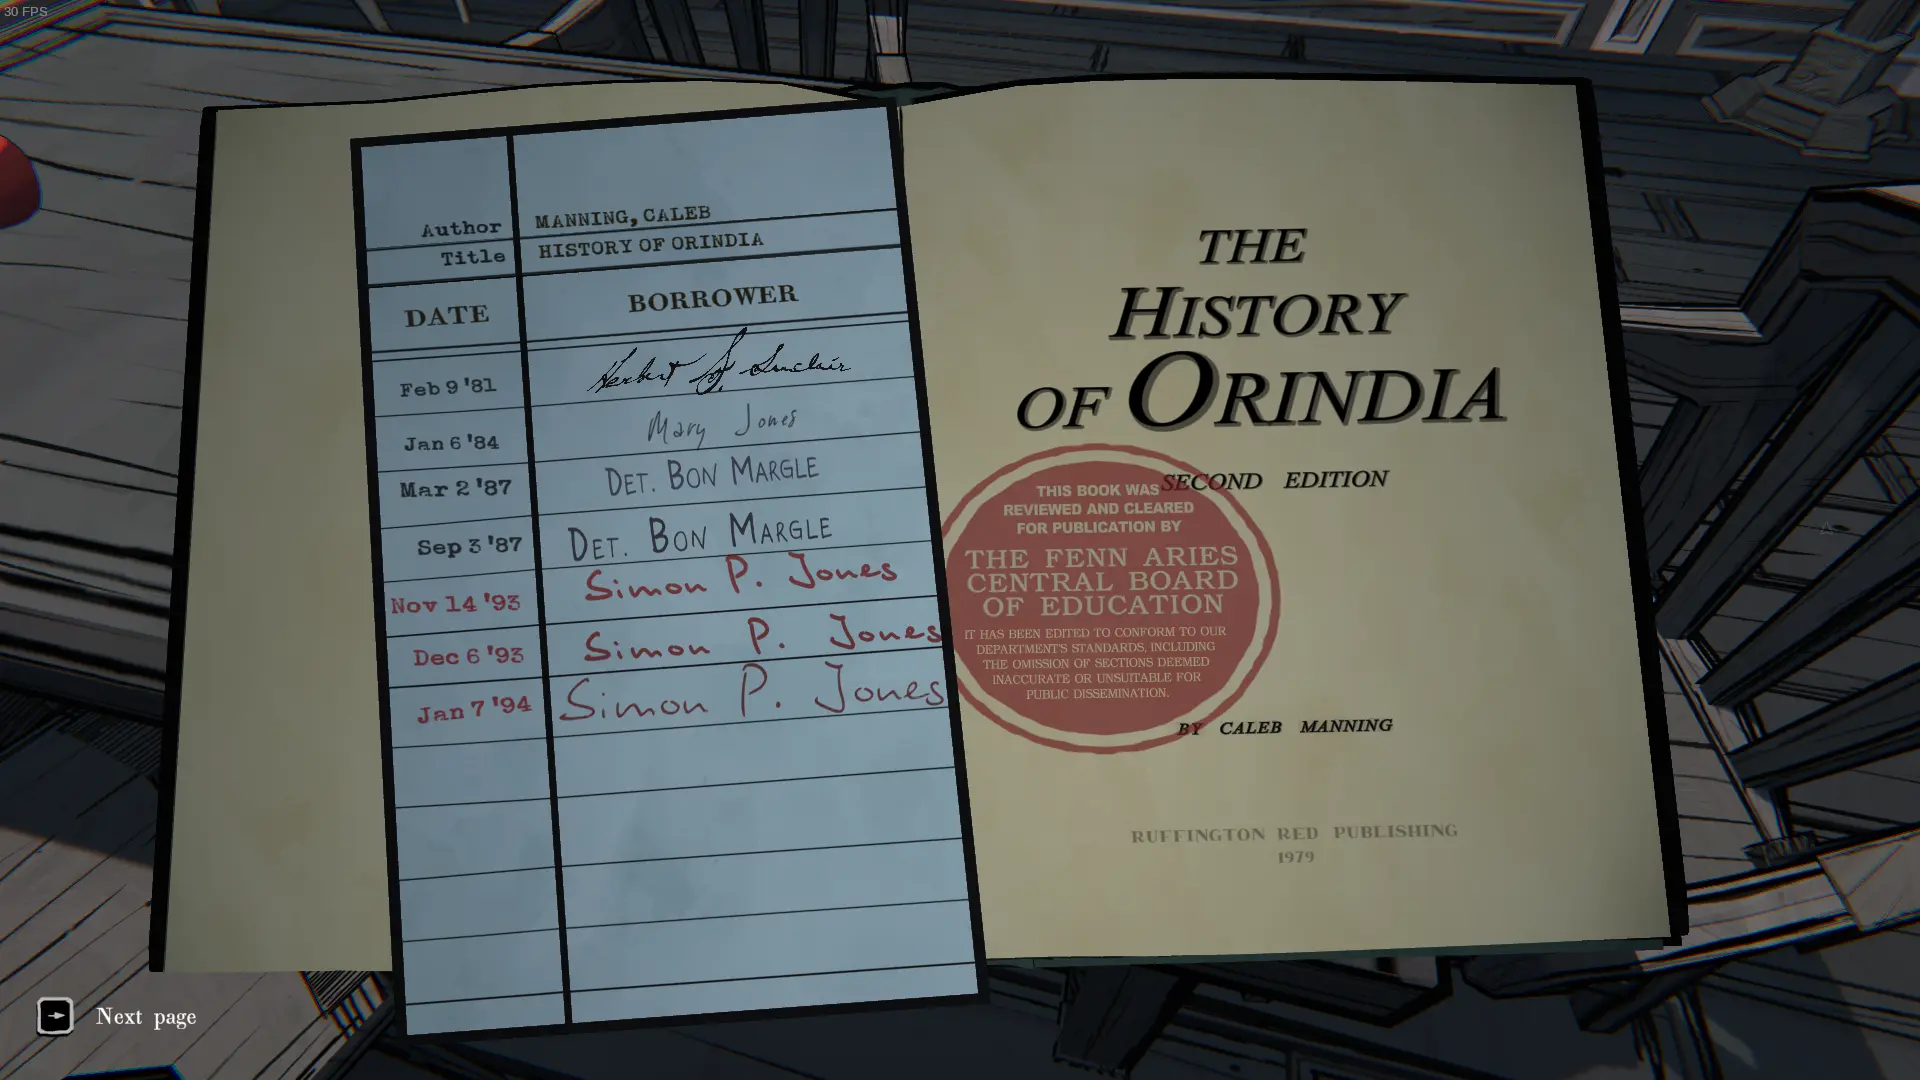 30 FPS
Author MANNING, CALEB
Title HISTORY OF ORINDIA
DATE BORROWER
Feb 9 '81 Herbert S. Sinclair
Jan 6 '84 Mary Jones
Mar 2 '87 DET. BON MARGLE
Sep 3 '87 DET. BON MARGLE
Nov 14 '93 Simon P. Jones
Dec 6 '93 Simon P. Jones
Jan 7 '94 Simon P. Jones
THE
HISTORY
OF ORINDIA
SECOND EDITION
THIS BOOK WAS
REVIEWED AND CLEARED
FOR PUBLICATION BY
THE FENN ARIES
CENTRAL BOARD
OF EDUCATION
IT HAS BEEN EDITED TO CONFORM TO OUR
DEPARTMENT'S STANDARDS, INCLUDING
THE OMISSION OF SECTIONS DEEMED
INACCURATE OR UNSUITABLE FOR
PUBLIC DISSEMINATION.
BY CALEB MANNING
RUFFINGTON RED PUBLISHING
1979
Next page